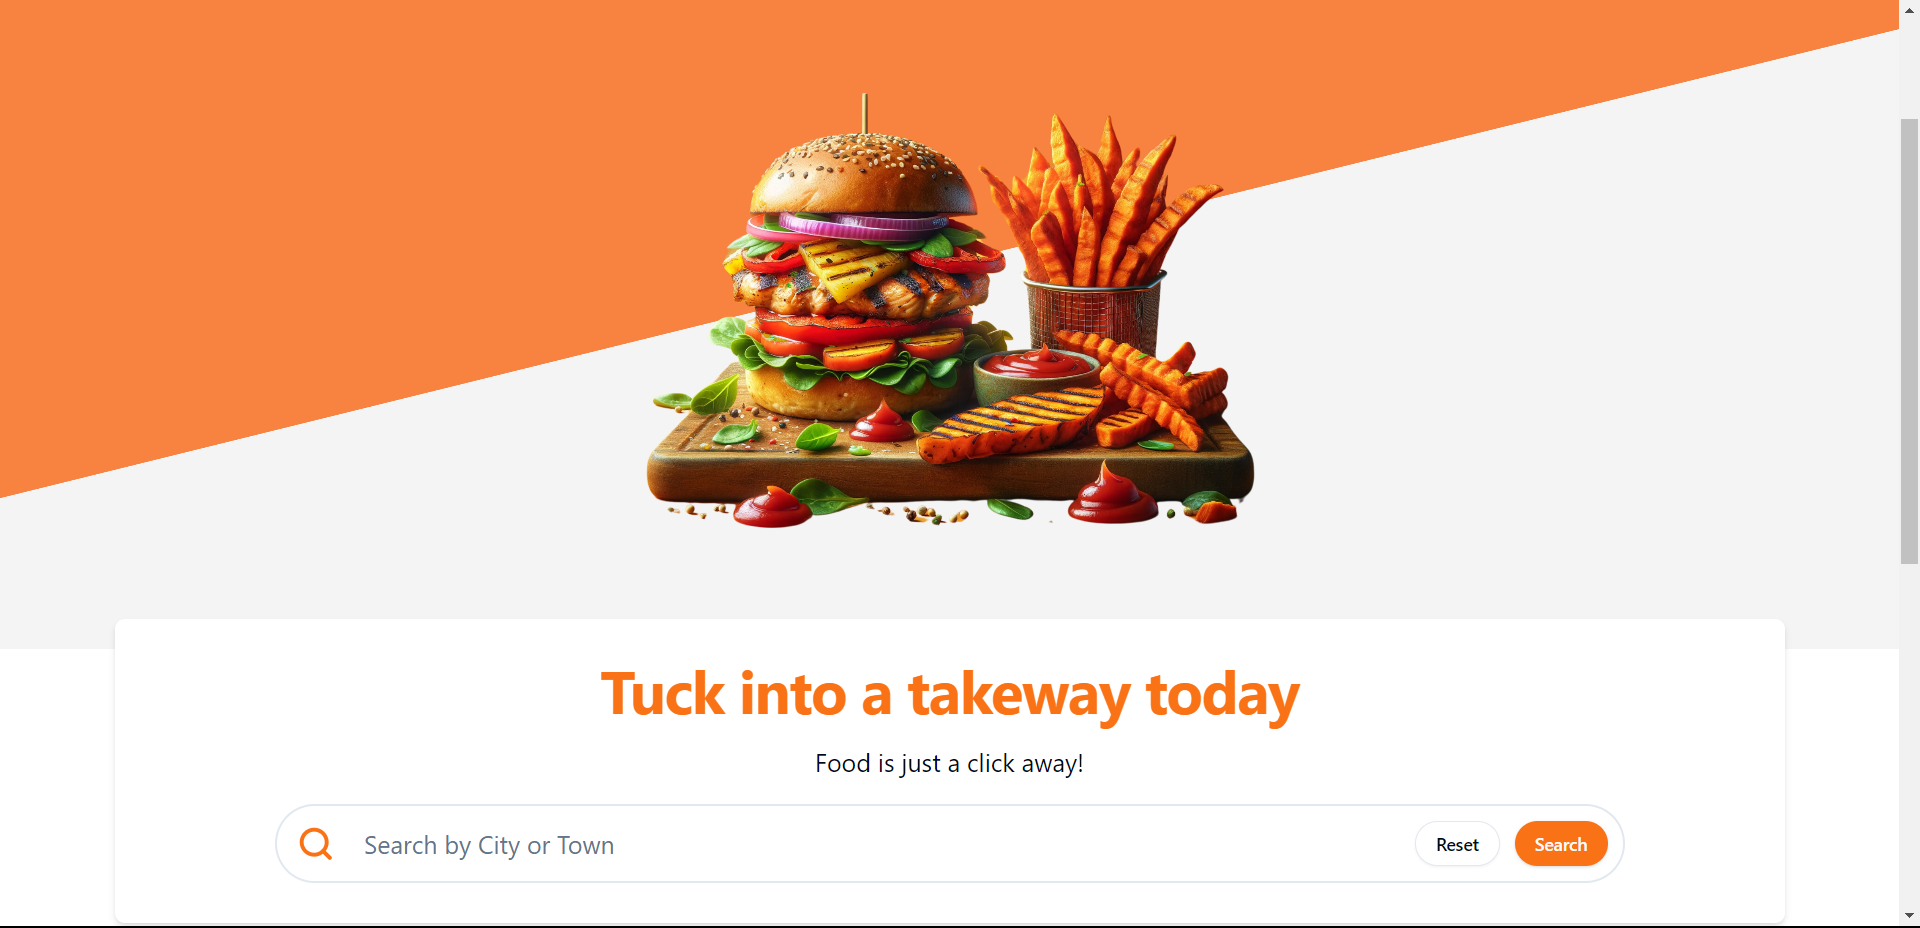 Tuck into a takeway today
Food is just a click away!
Search by City or Town
Reset
Search